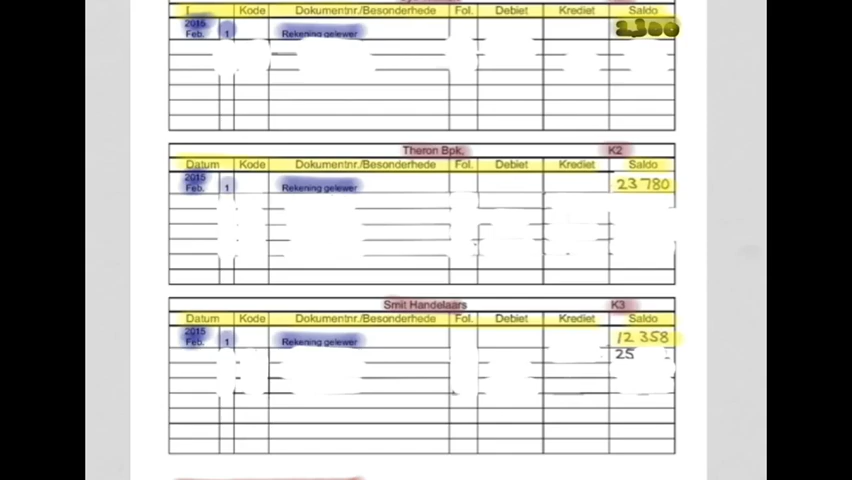 Kode Dokumentnr./Besonderhede Fol. Debiet Krediet Saldo
2015
Feb. 1 Rekening gelewer
Theron Bpk. K2
Datum Kode Dokumentnr./Besonderhede Fol. Debiet Krediet Saldo
2015
Feb. 1 Rekening gelewer 23 780
Smit Handelaars K3
Datum Kode Dokumentnr./Besonderhede Fol. Debiet Krediet Saldo
2015
Feb. 1 Rekening gelewer 12 358
25